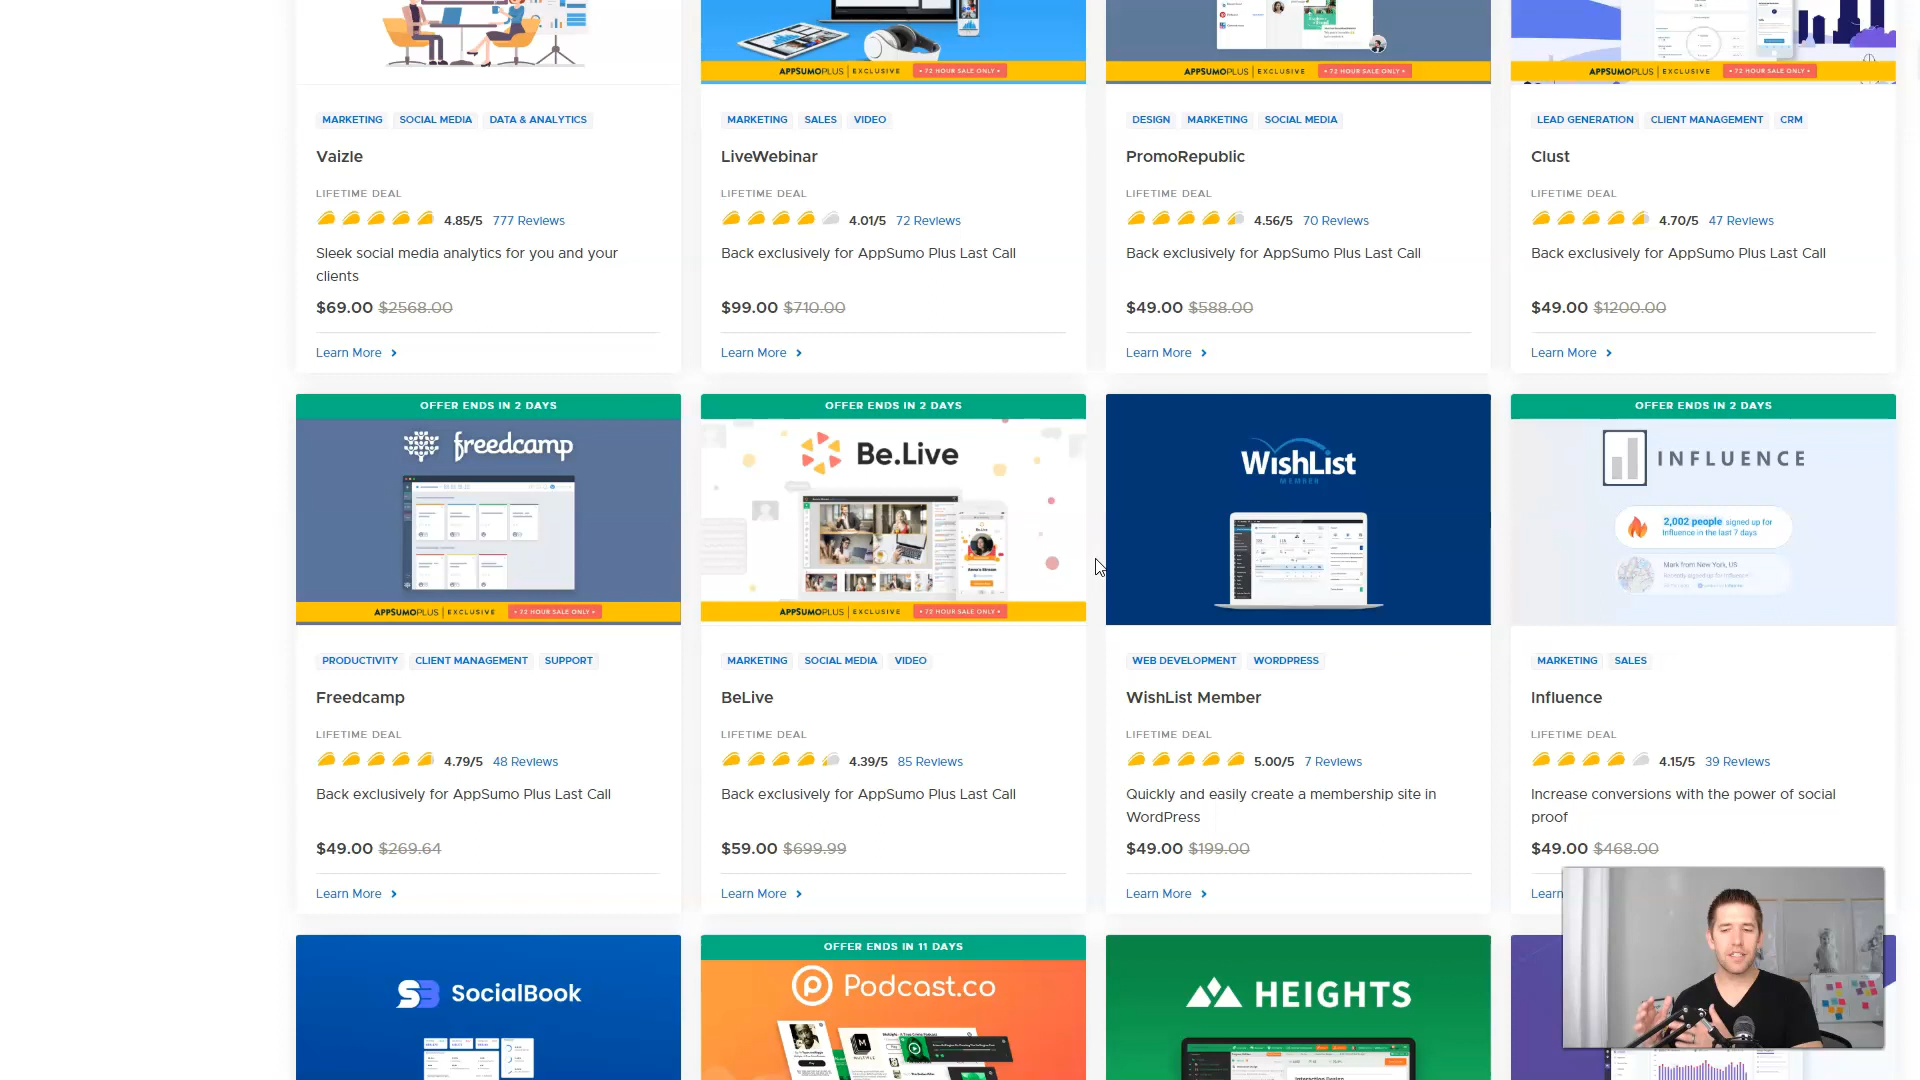 APPSUMOPLUS | EXCLUSIVE • 72 HOUR SALE ONLY •
APPSUMOPLUS | EXCLUSIVE • 72 HOUR SALE ONLY •
APPSUMOPLUS | EXCLUSIVE • 72 HOUR SALE ONLY •
MARKETING SOCIAL MEDIA DATA & ANALYTICS
Vaizle
LIFETIME DEAL
4.85/5 777 Reviews
Sleek social media analytics for you and your
clients
$69.00 $2568.00
Learn More
MARKETING SALES VIDEO
LiveWebinar
LIFETIME DEAL
4.01/5 72 Reviews
Back exclusively for AppSumo Plus Last Call
$99.00 $710.00
Learn More
DESIGN MARKETING SOCIAL MEDIA
PromoRepublic
LIFETIME DEAL
4.56/5 70 Reviews
Back exclusively for AppSumo Plus Last Call
$49.00 $588.00
Learn More
LEAD GENERATION CLIENT MANAGEMENT CRM
Clust
LIFETIME DEAL
4.70/5 47 Reviews
Back exclusively for AppSumo Plus Last Call
$49.00 $1200.00
Learn More
OFFER ENDS IN 2 DAYS
freedcamp
APPSUMOPLUS | EXCLUSIVE • 72 HOUR SALE ONLY •
PRODUCTIVITY CLIENT MANAGEMENT SUPPORT
Freedcamp
LIFETIME DEAL
4.79/5 48 Reviews
Back exclusively for AppSumo Plus Last Call
$49.00 $269.64
Learn More
OFFER ENDS IN 2 DAYS
Be.Live
APPSUMOPLUS | EXCLUSIVE • 72 HOUR SALE ONLY •
MARKETING SOCIAL MEDIA VIDEO
BeLive
LIFETIME DEAL
4.39/5 85 Reviews
Back exclusively for AppSumo Plus Last Call
$59.00 $699.99
Learn More
WishList
MEMBER
WEB DEVELOPMENT WORDPRESS
WishList Member
LIFETIME DEAL
5.00/5 7 Reviews
Quickly and easily create a membership site in
WordPress
$49.00 $199.00
Learn More
OFFER ENDS IN 2 DAYS
INFLUENCE
2,002 people signed up for
Influence in the last 7 days
Mark from New York, US
Recently signed up for Influence
MARKETING SALES
Influence
LIFETIME DEAL
4.15/5 39 Reviews
Increase conversions with the power of social
proof
$49.00 $468.00
Learn
SB SocialBook
OFFER ENDS IN 11 DAYS
Podcast.co
HEIGHTS